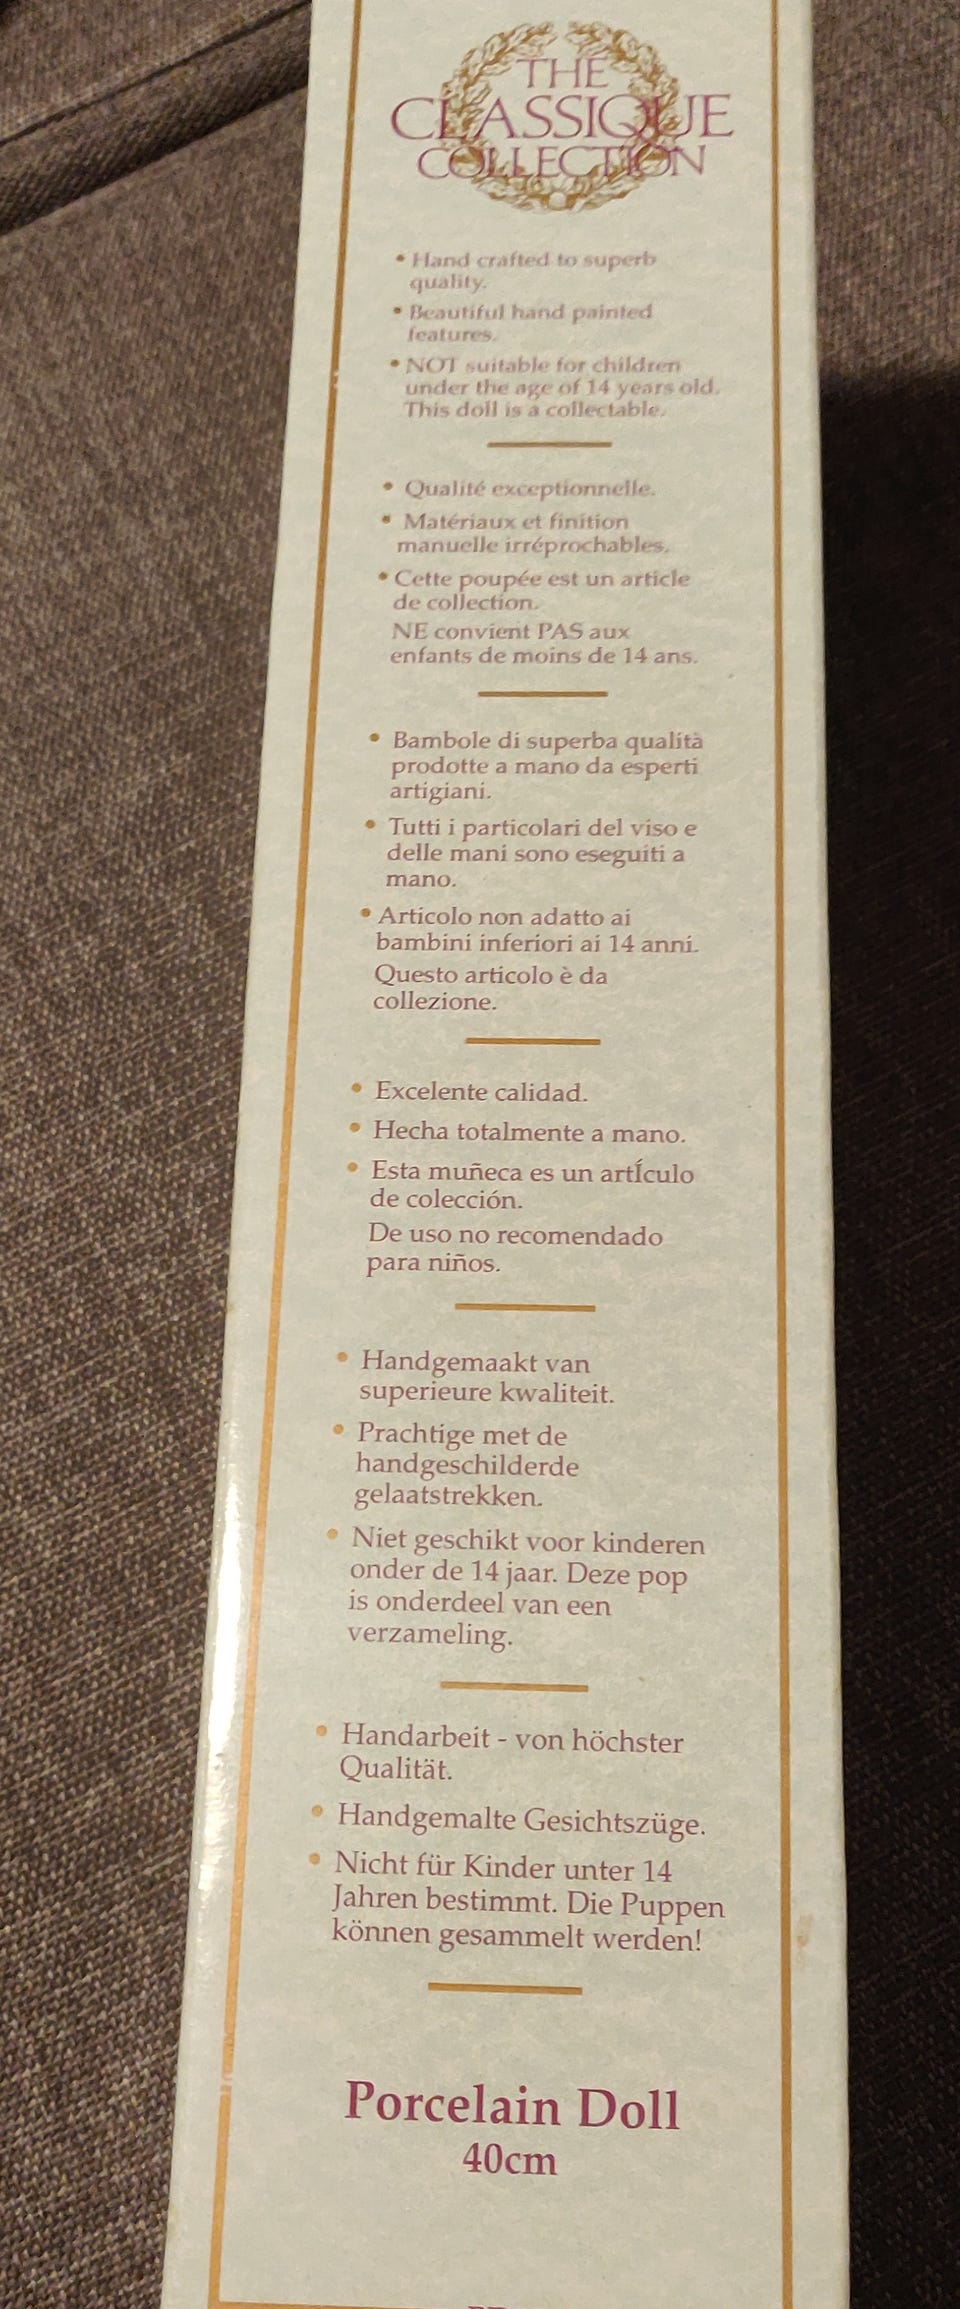 THE
CLASSIQUE
COLLECTION
• Hand crafted to superb
quality.
• Beautiful hand painted
features.
• NOT suitable for children
under the age of 14 years old.
This doll is a collectable.
• Qualité exceptionnelle.
• Matériaux et finition
manuelle irréprochables.
• Cette poupée est un article
de collection.
NE convient PAS aux
enfants de moins de 14 ans.
• Bambole di superba qualità
prodotte a mano da esperti
artigiani.
• Tutti i particolari del viso e
delle mani sono eseguiti a
mano.
• Articolo non adatto ai
bambini inferiori ai 14 anni.
Questo articolo è da
collezione.
• Excelente calidad.
• Hecha totalmente a mano.
• Esta muñeca es un artÍculo
de colección.
De uso no recomendado
para niños.
• Handgemaakt van
superieure kwaliteit.
• Prachtige met de
handgeschilderde
gelaatstrekken.
• Niet geschikt voor kinderen
onder de 14 jaar. Deze pop
is onderdeel van een
verzameling.
• Handarbeit - von höchster
Qualität.
• Handgemalte Gesichtszüge.
• Nicht für Kinder unter 14
Jahren bestimmt. Die Puppen
können gesammelt werden!
Porcelain Doll
40cm